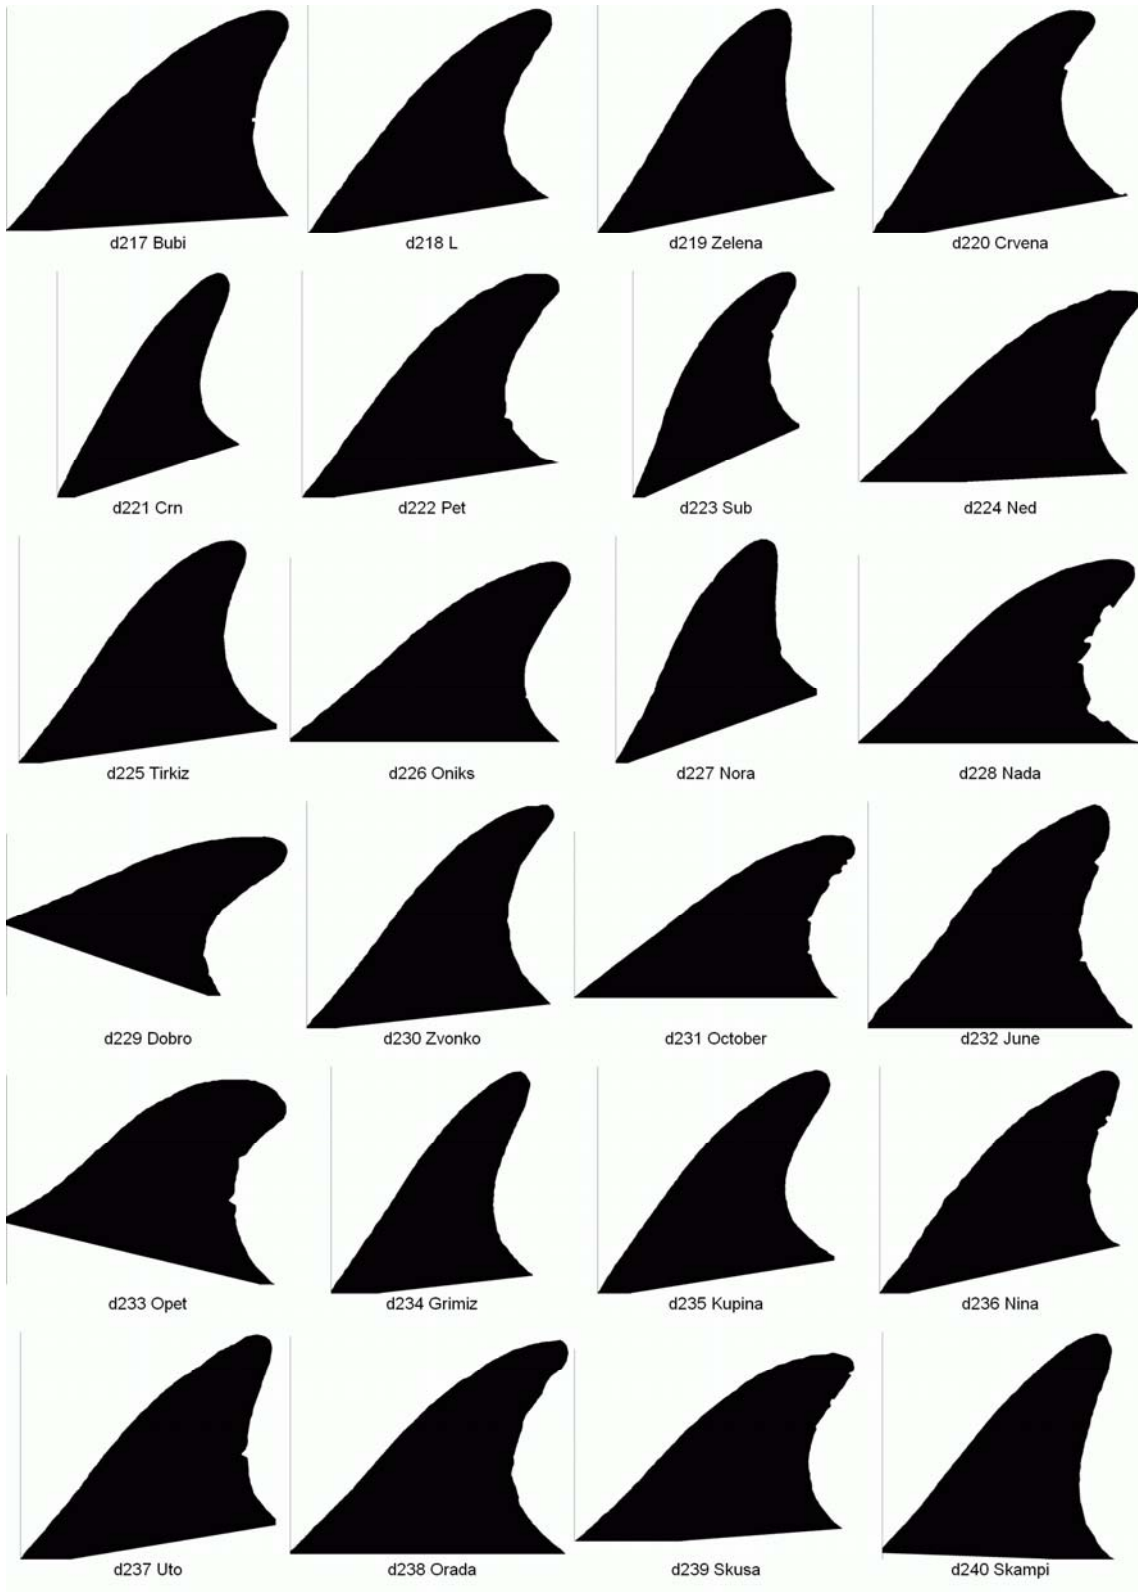 d217 Bubi
d218 L
d219 Zelena
d220 Crvena
d221 Crn
d222 Pet
d223 Sub
d224 Ned
d225 Tirkiz
d226 Oniks
d227 Nora
d228 Nada
d229 Dobro
d230 Zvonko
d231 October
d232 June
d233 Opet
d234 Grimiz
d235 Kupina
d236 Nina
d237 Uto
d238 Orada
d239 Skusa
d240 Skampi